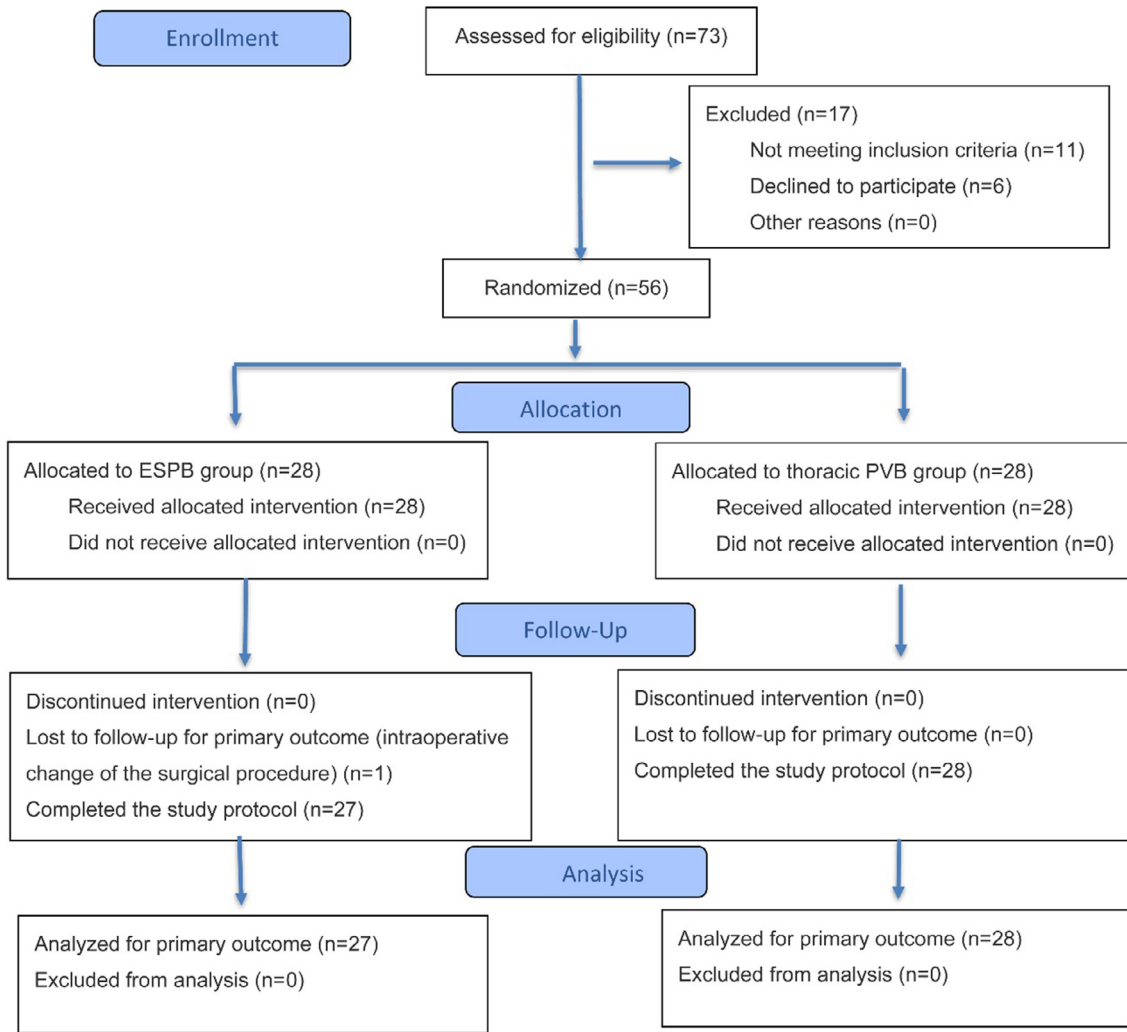 Enrollment
Assessed for eligibility (n=73)
Excluded (n=17)
Not meeting inclusion criteria (n=11)
Declined to participate (n=6)
Other reasons (n=0)
Randomized (n=56)
Allocation
Allocated to ESPB group (n=28)
Received allocated intervention (n=28)
Did not receive allocated intervention (n=0)
Allocated to thoracic PVB group (n=28)
Received allocated intervention (n=28)
Did not receive allocated intervention (n=0)
Follow-Up
Discontinued intervention (n=0)
Lost to follow-up for primary outcome (intraoperative
change of the surgical procedure) (n=1)
Completed the study protocol (n=27)
Discontinued intervention (n=0)
Lost to follow-up for primary outcome (n=0)
Completed the study protocol (n=28)
Analysis
Analyzed for primary outcome (n=27)
Excluded from analysis (n=0)
Analyzed for primary outcome (n=28)
Excluded from analysis (n=0)